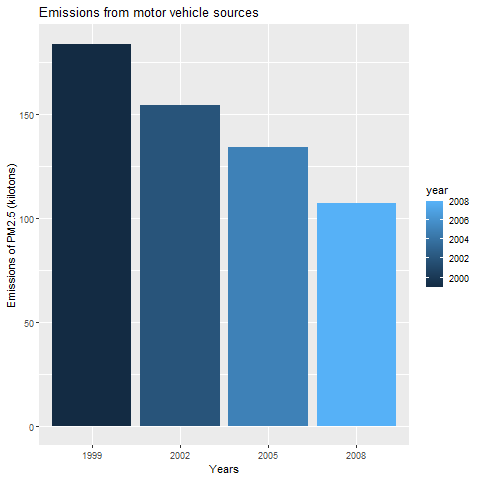 Emissions from motor vehicle sources
Emissions of PM2.5 (kilotons)
150
100
50
0
1999 2002 2005 2008
Years
year
2008
2006
2004
2002
2000